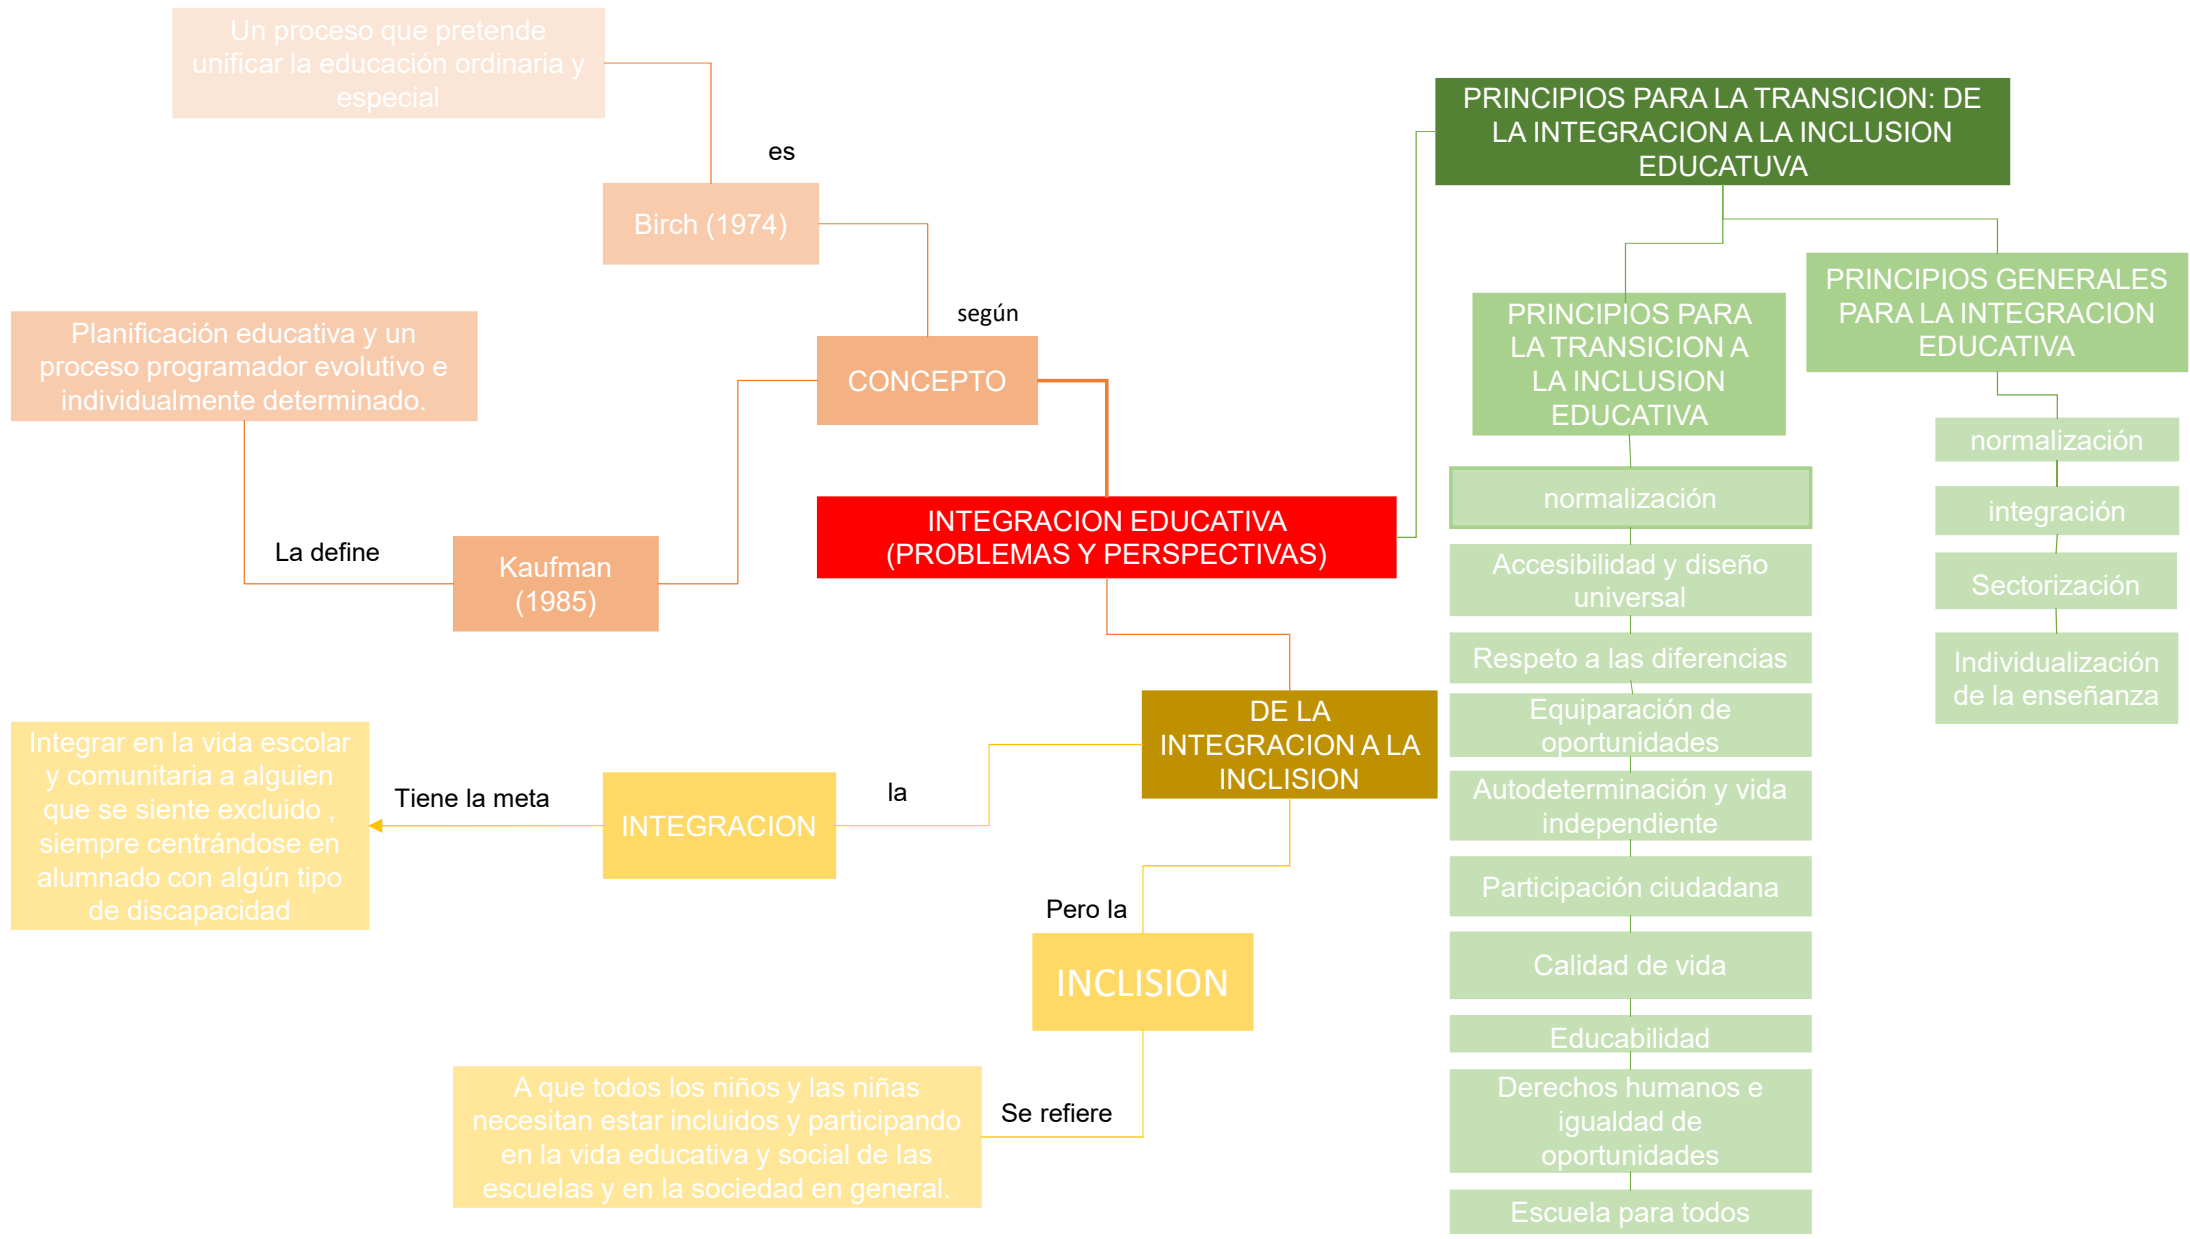 Un proceso que pretende
unificar la educación ordinaria y
especial
es
Birch (1974)
según
Planificación educativa y un
proceso programador evolutivo e
individualmente determinado.
CONCEPTO
La define
Kaufman
(1985)
INTEGRACION EDUCATIVA
(PROBLEMAS Y PERSPECTIVAS)
DE LA
INTEGRACION A LA
INCLISION
la
INTEGRACION
Tiene la meta
Integrar en la vida escolar
y comunitaria a alguien
que se siente excluido ,
siempre centrándose en
alumnado con algún tipo
de discapacidad
Pero la
INCLISION
Se refiere
A que todos los niños y las niñas
necesitan estar incluidos y participando
en la vida educativa y social de las
escuelas y en la sociedad en general.
PRINCIPIOS PARA LA TRANSICION: DE
LA INTEGRACION A LA INCLUSION
EDUCATUVA
PRINCIPIOS PARA
LA TRANSICION A
LA INCLUSION
EDUCATIVA
normalización
Accesibilidad y diseño
universal
Respeto a las diferencias
Equiparación de
oportunidades
Autodeterminación y vida
independiente
Participación ciudadana
Calidad de vida
Educabilidad
Derechos humanos e
igualdad de
oportunidades
Escuela para todos
PRINCIPIOS GENERALES
PARA LA INTEGRACION
EDUCATIVA
normalización
integración
Sectorización
Individualización
de la enseñanza